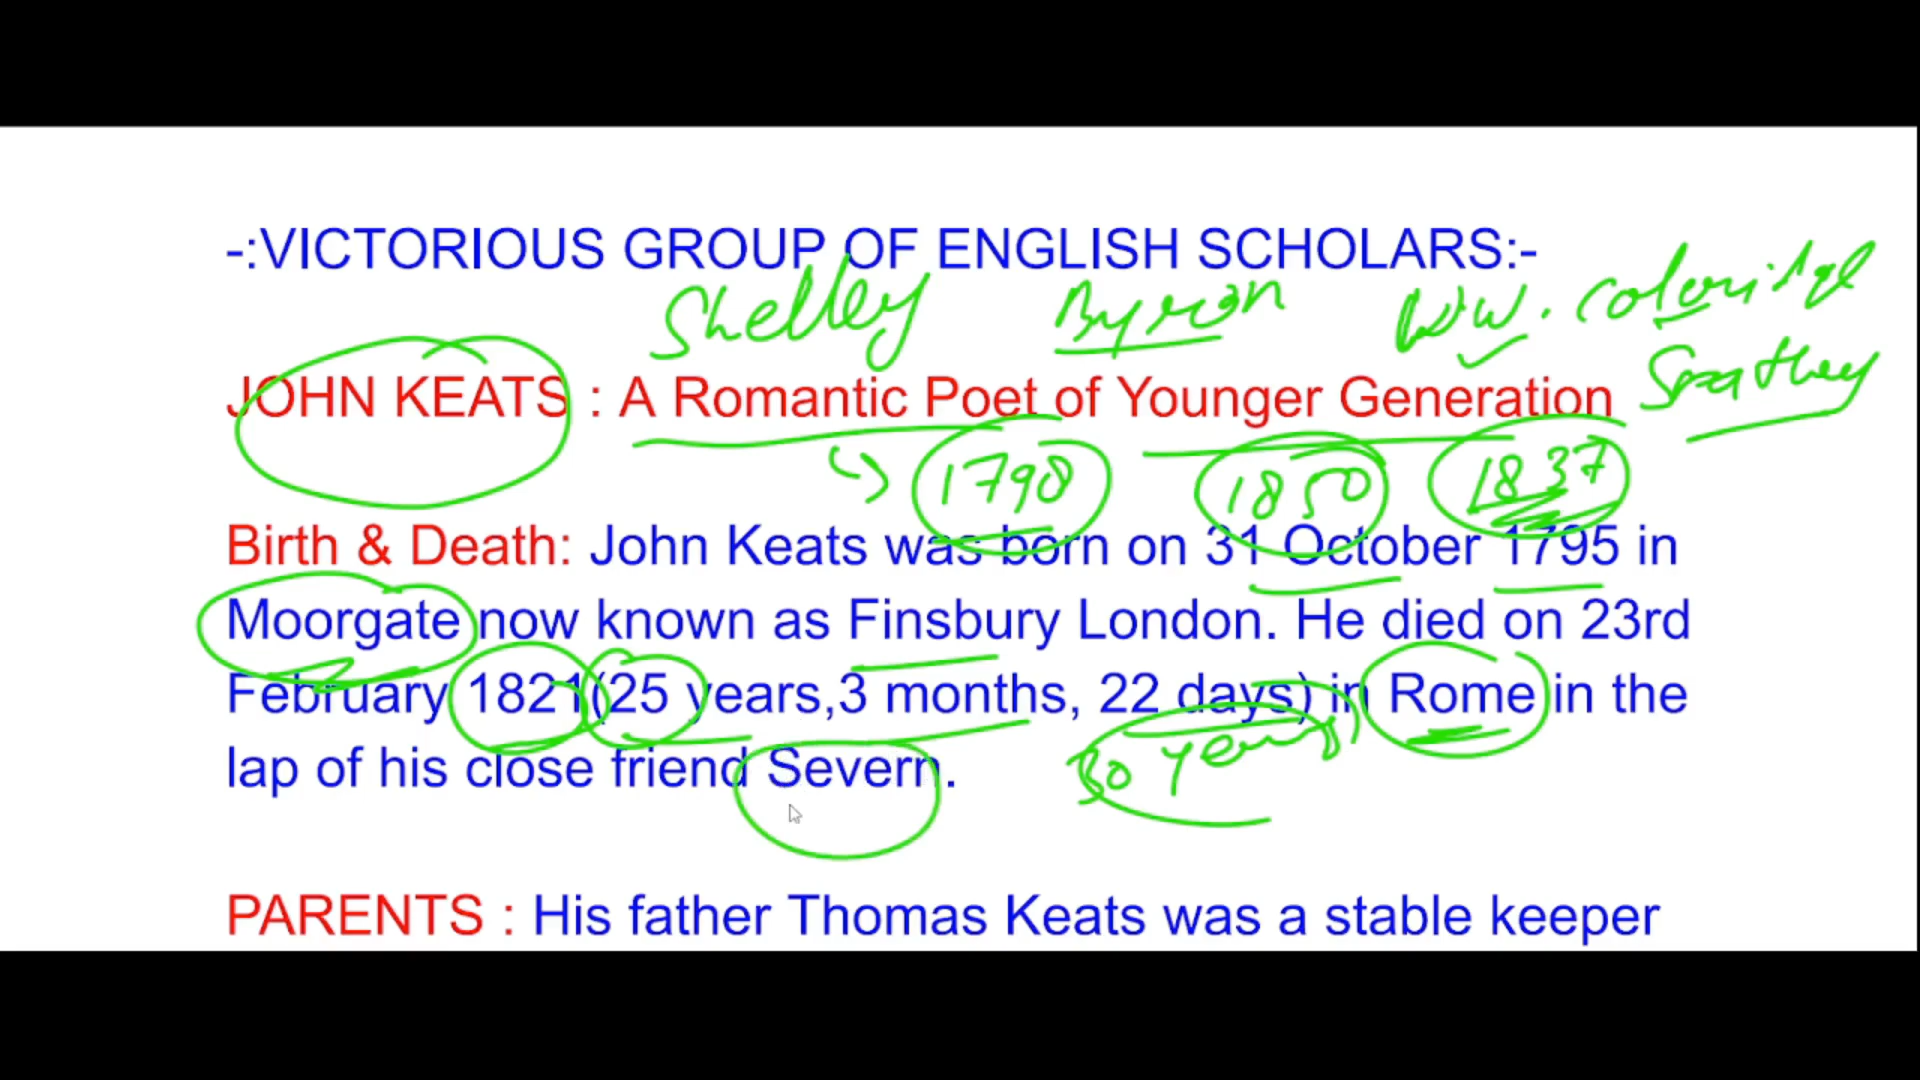 -:VICTORIOUS GROUP OF ENGLISH SCHOLARS:-
Shelley Byron W.W. Coleridge
Southey
JOHN KEATS : A Romantic Poet of Younger Generation
1798 1850 1837
Birth & Death: John Keats was born on 31 October 1795 in
Moorgate now known as Finsbury London. He died on 23rd
February 1821(25 years,3 months, 22 days) in Rome in the
30 years
lap of his close friend Severn.
PARENTS : His father Thomas Keats was a stable keeper